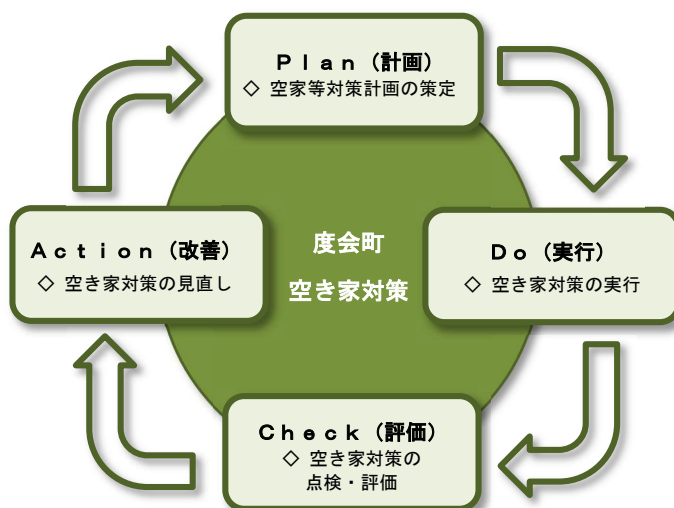 Plan（計画）
◇ 空家等対策計画の策定
Action（改善）
◇ 空き家対策の見直し
度会町
空き家対策
Do（実行）
◇ 空き家対策の実行
Check（評価）
◇ 空き家対策の
点検・評価